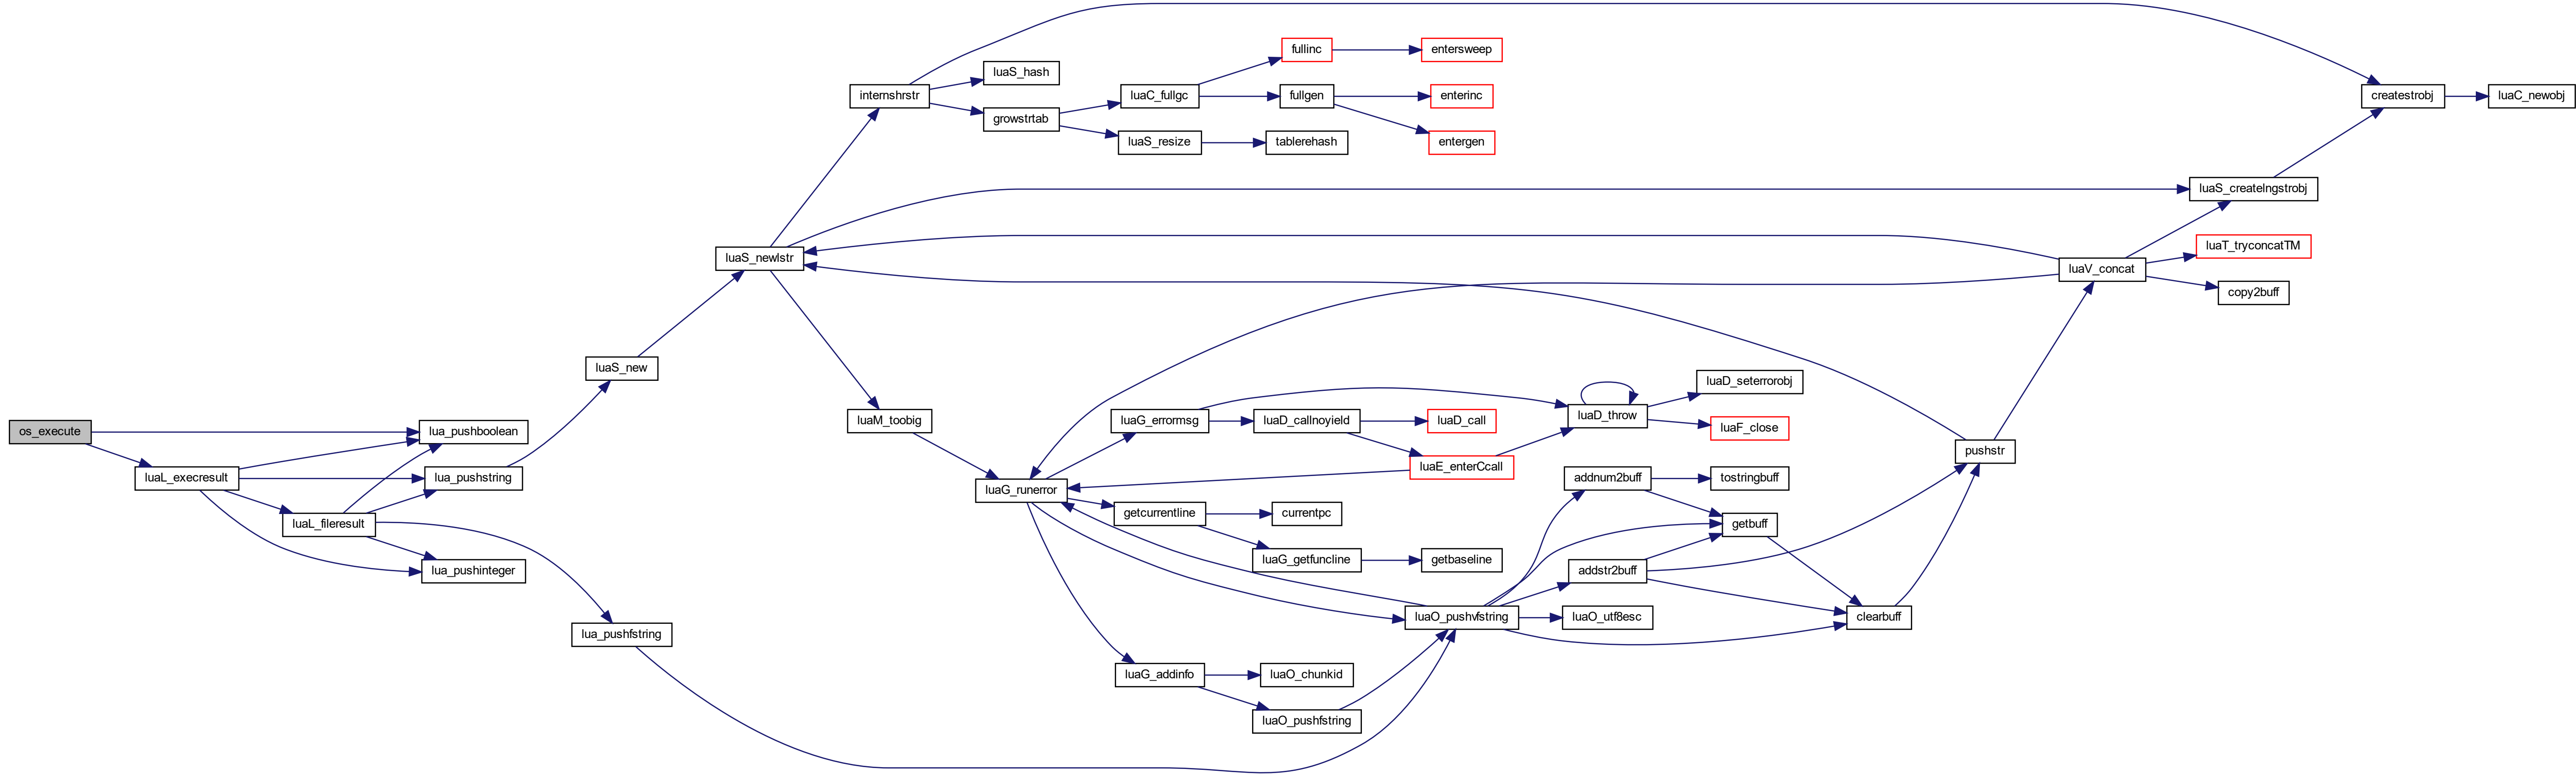 os_execute
luaL_execresult
luaL_fileresult
lua_pushboolean
lua_pushstring
lua_pushinteger
luaS_new
lua_pushfstring
luaS_newlstr
internshrstr
luaM_toobig
luaS_hash
growstrtab
luaC_fullgc
luaS_resize
fullinc
fullgen
tablerehash
entersweep
enterinc
entergen
luaG_runerror
luaG_errormsg
getcurrentline
luaG_addinfo
luaD_callnoyield
currentpc
luaG_getfuncline
luaO_chunkid
luaO_pushfstring
luaD_call
luaE_enterCcall
getbaseline
luaO_pushvfstring
luaD_throw
addnum2buff
addstr2buff
luaO_utf8esc
luaD_seterrorobj
luaF_close
tostringbuff
getbuff
clearbuff
pushstr
luaV_concat
luaS_createlngstrobj
luaT_tryconcatTM
copy2buff
createstrobj
luaC_newobj